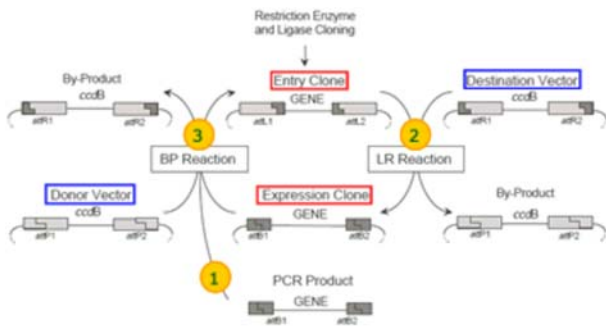 Restriction Enzyme
and Ligase Cloning
By-Product
ccdB
attR1 attR2
Entry Clone
GENE
attL1 attL2
Destination Vector
ccdB
attR1 attR2
3
2
BP Reaction
LR Reaction
Donor Vector
ccdB
attP1 attP2
Expression Clone
GENE
attB1 attB2
By-Product
ccdB
attP1 attP2
1
PCR Product
GENE
attB1 attB2